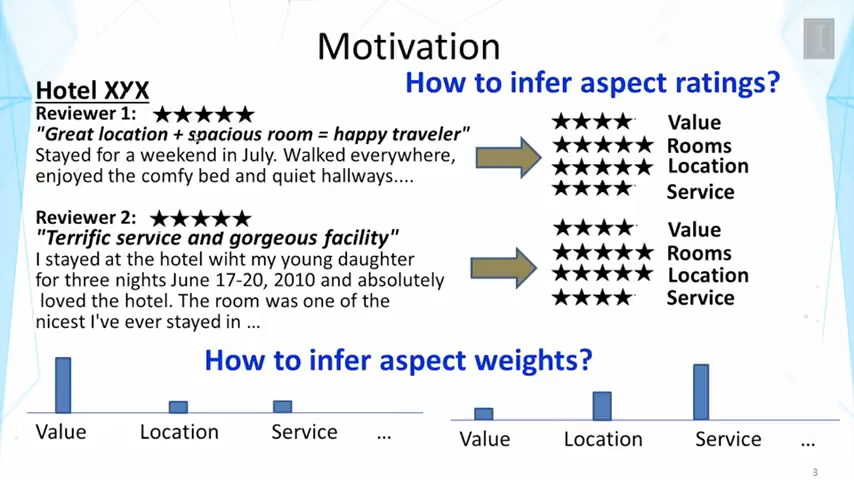 Motivation
How to infer aspect ratings?
Hotel XYX
Reviewer 1: ★★★★★
"Great location + spacious room = happy traveler"
Stayed for a weekend in July. Walked everywhere,
enjoyed the comfy bed and quiet hallways....
★★★★ Value
★★★★★ Rooms
★★★★★ Location
★★★★ Service
Reviewer 2: ★★★★★
"Terrific service and gorgeous facility"
I stayed at the hotel wiht my young daughter
for three nights June 17-20, 2010 and absolutely
loved the hotel. The room was one of the
nicest I've ever stayed in ...
★★★★ Value
★★★★★ Rooms
★★★★★ Location
★★★★ Service
How to infer aspect weights?
Value Location Service ...
Value Location Service ...
3